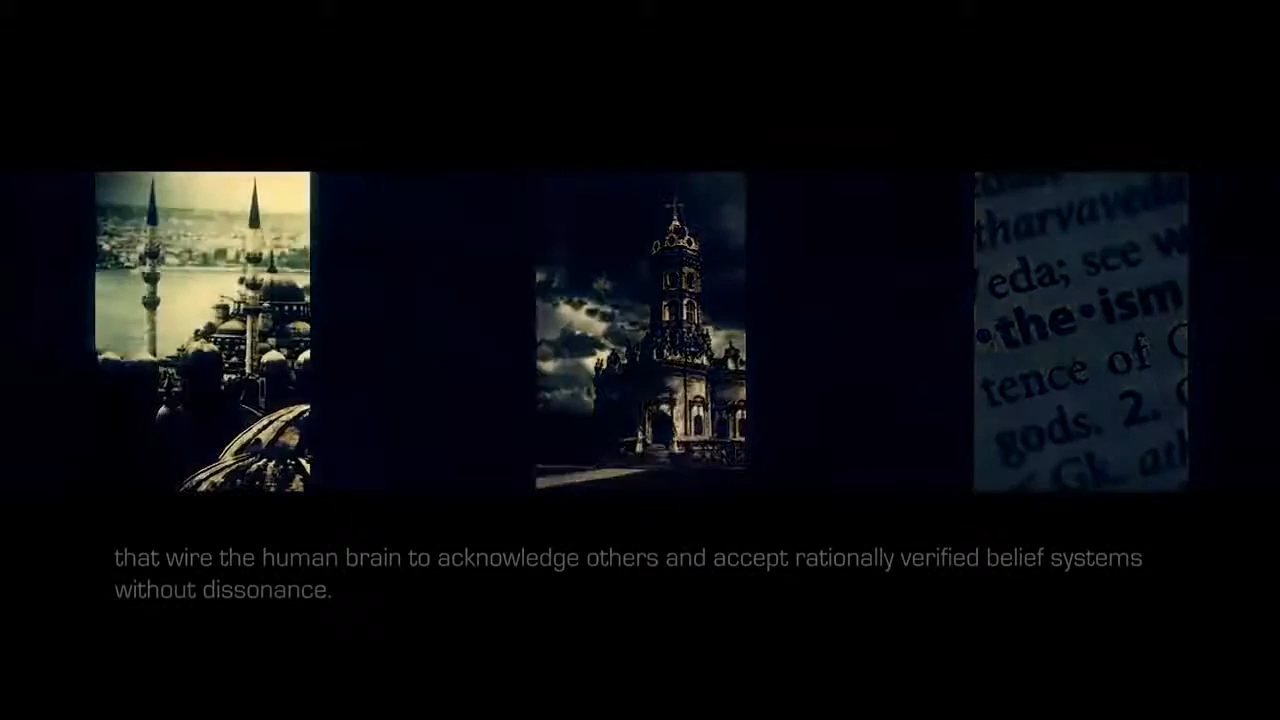 tharvaveda
eda; see
•the•ism
tence of
gods. 2.
Gk.
that wire the human brain to acknowledge others and accept rationally verified belief systems
without dissonance.